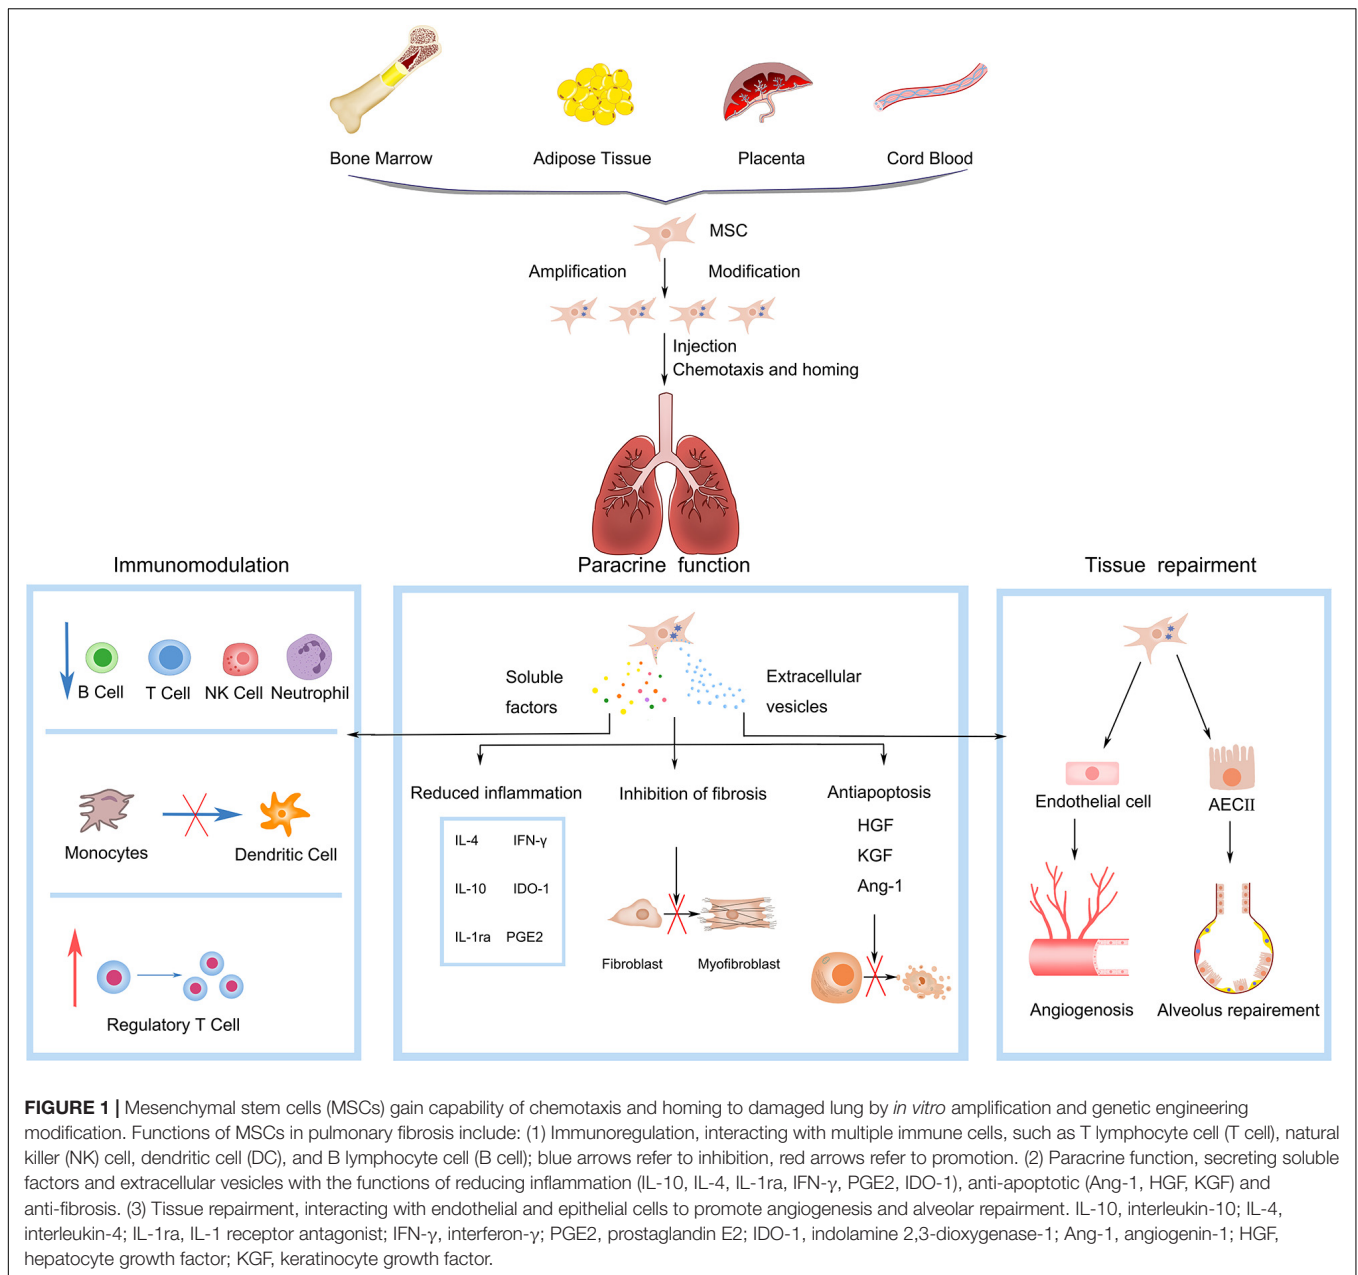 Bone Marrow
Adipose Tissue
Placenta
Cord Blood
MSC
Amplification
Modification
Injection
Chemotaxis and homing
Immunomodulation
Paracrine function
Tissue repairment
B Cell
T Cell
NK Cell
Neutrophil
Monocytes
Dendritic Cell
Regulatory T Cell
Soluble
factors
Extracellular
vesicles
Reduced inflammation
IL-4 IFN-γ
IL-10 IDO-1
IL-1ra PGE2
Inhibition of fibrosis
Fibroblast
Myofibroblast
Antiapoptosis
HGF
KGF
Ang-1
Endothelial cell
AECII
Angiogenosis
Alveolus repairement
FIGURE 1 | Mesenchymal stem cells (MSCs) gain capability of chemotaxis and homing to damaged lung by in vitro amplification and genetic engineering
modification. Functions of MSCs in pulmonary fibrosis include: (1) Immunoregulation, interacting with multiple immune cells, such as T lymphocyte cell (T cell), natural
killer (NK) cell, dendritic cell (DC), and B lymphocyte cell (B cell); blue arrows refer to inhibition, red arrows refer to promotion. (2) Paracrine function, secreting soluble
factors and extracellular vesicles with the functions of reducing inflammation (IL-10, IL-4, IL-1ra, IFN-γ, PGE2, IDO-1), anti-apoptotic (Ang-1, HGF, KGF) and
anti-fibrosis. (3) Tissue repairment, interacting with endothelial and epithelial cells to promote angiogenesis and alveolar repairment. IL-10, interleukin-10; IL-4,
interleukin-4; IL-1ra, IL-1 receptor antagonist; IFN-γ, interferon-γ; PGE2, prostaglandin E2; IDO-1, indolamine 2,3-dioxygenase-1; Ang-1, angiogenin-1; HGF,
hepatocyte growth factor; KGF, keratinocyte growth factor.